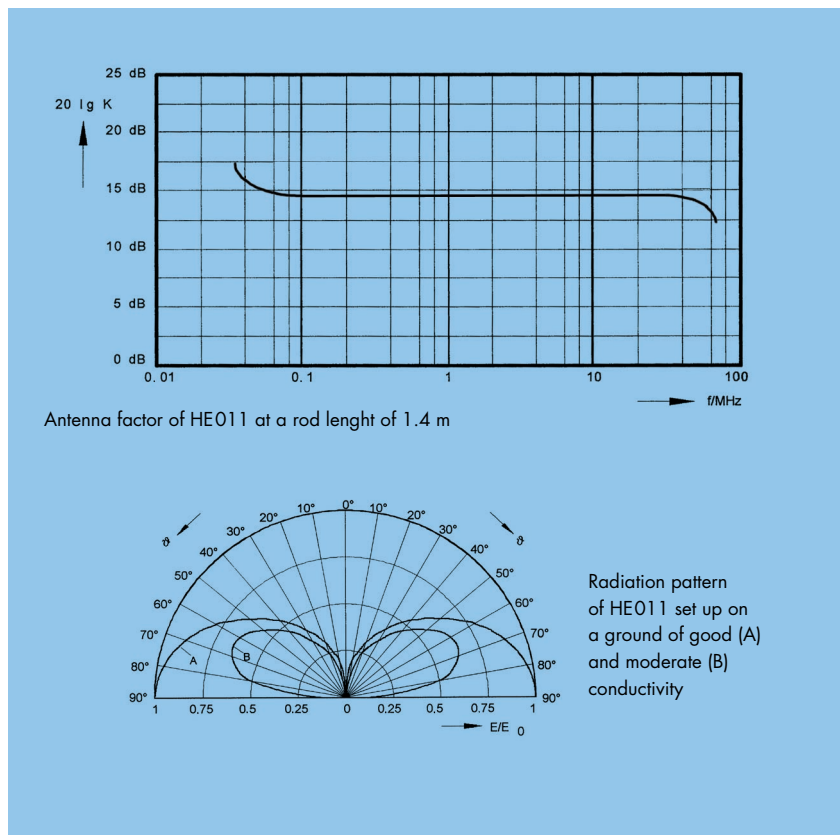 25 dB
20 lg K
20 dB
15 dB
10 dB
5 dB
0 dB
0.01 0.1 1 10 100
f/MHz
Antenna factor of HE011 at a rod lenght of 1.4 m
0°
10° 10°
20° 20°
30° 30°
ϑ ϑ
40° 40°
50° 50°
60° 60°
70° 70°
80° 80°
90° 90°
A
B
1 0.75 0.5 0.25 0 0.25 0.5 0.75 1
E/E 0
Radiation pattern
of HE011 set up on
a ground of good (A)
and moderate (B)
conductivity